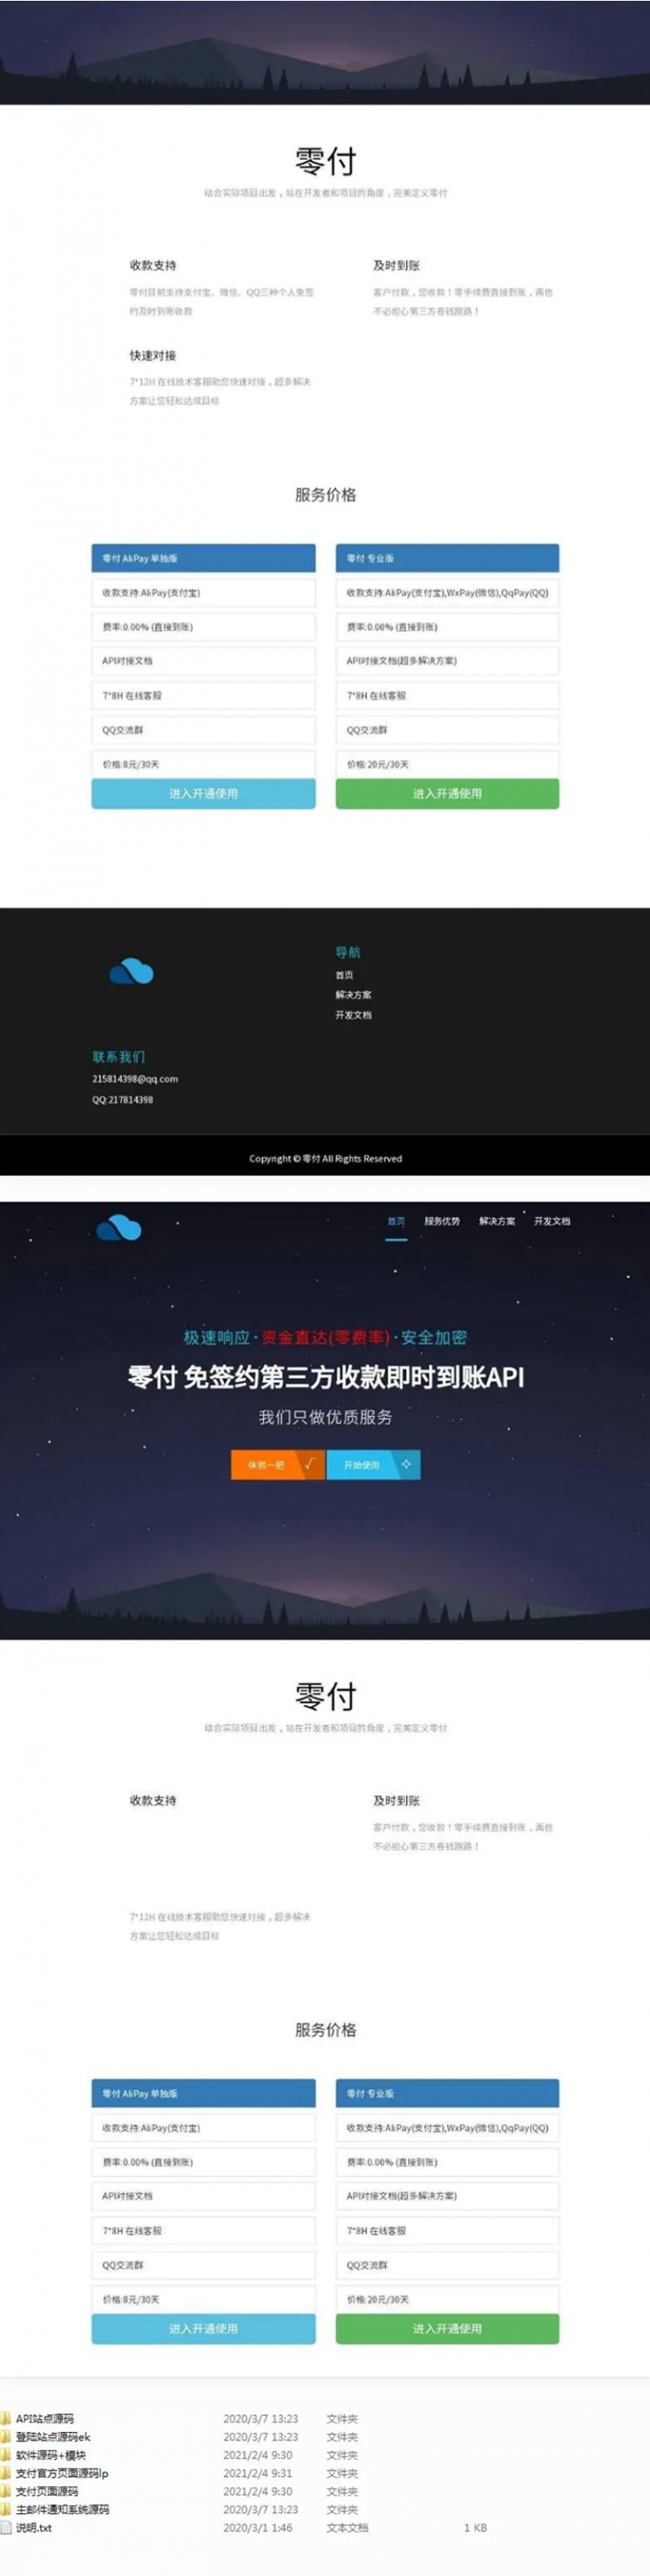 零付
结合实际项目出发，站在开发者和项目的角度，完美定义零付
收款支持
零付目前支持支付宝、微信、QQ三种个人免签
约及时到账收款
及时到账
客户付款，您收款！零手续费直接到账，再也
不必担心第三方卷钱跑路！
快速对接
7*12H 在线技术客服助您快速对接，超多解决
方案让您轻松达成目标
服务价格
零付 AliPay 单独版
收款支持:AliPay(支付宝)
费率:0.00% (直接到账)
API对接文档
7*8H 在线客服
QQ交流群
价格:8元/30天
进入开通使用
零付 专业版
收款支持:AliPay(支付宝),WxPay(微信),QqPay(QQ)
费率:0.00% (直接到账)
API对接文档(超多解决方案)
7*8H 在线客服
QQ交流群
价格:20元/30天
进入开通使用
导航
首页
解决方案
开发文档
联系我们
215814398@qq.com
QQ:217814398
Copyright © 零付 All Rights Reserved
首页 服务优势 解决方案 开发文档
极速响应·资金直达(零费率)·安全加密
零付 免签约第三方收款即时到账API
我们只做优质服务
体验一把
开始使用
零付
结合实际项目出发，站在开发者和项目的角度，完美定义零付
收款支持
及时到账
客户付款，您收款！零手续费直接到账，再也
不必担心第三方卷钱跑路！
7*12H 在线技术客服助您快速对接，超多解决
方案让您轻松达成目标
服务价格
零付 AliPay 单独版
收款支持:AliPay(支付宝)
费率:0.00% (直接到账)
API对接文档
7*8H 在线客服
QQ交流群
价格:8元/30天
进入开通使用
零付 专业版
收款支持:AliPay(支付宝),WxPay(微信),QqPay(QQ)
费率:0.00% (直接到账)
API对接文档(超多解决方案)
7*8H 在线客服
QQ交流群
价格:20元/30天
进入开通使用
API站点源码 2020/3/7 13:23 文件夹
登陆站点源码ek 2020/3/7 13:23 文件夹
软件源码+模块 2021/2/4 9:30 文件夹
支付官方页面源码lp 2021/2/4 9:31 文件夹
支付页面源码 2021/2/4 9:30 文件夹
主邮件通知系统源码 2020/3/7 13:23 文件夹
说明.txt 2020/3/1 1:46 文本文档 1 KB